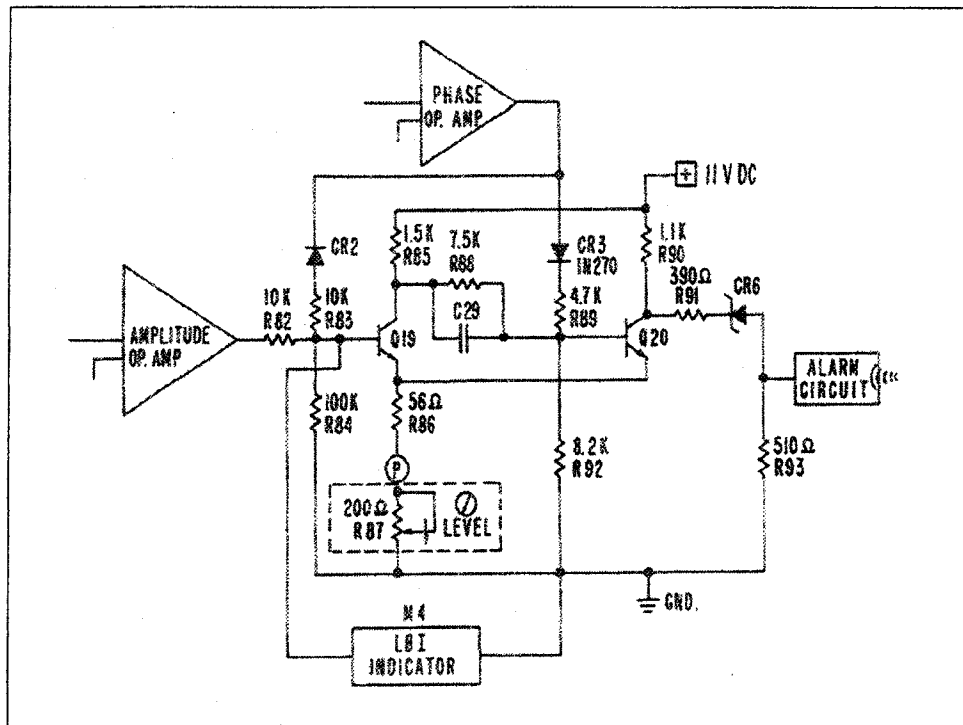 PHASE
OP. AMP
11 V DC
CR2
1.5K
R85
7.5K
R88
CR3
IN270
1.1K
R90
390Ω
R91
CR6
10K
R82
10K
R83
C29
4.7K
R89
AMPLITUDE
OP. AMP
Q19
Q20
ALARM
CIRCUIT
100K
R84
56Ω
R86
8.2K
R92
510Ω
R93
P
200Ω
R87
LEVEL
GND.
M4
LBI
INDICATOR